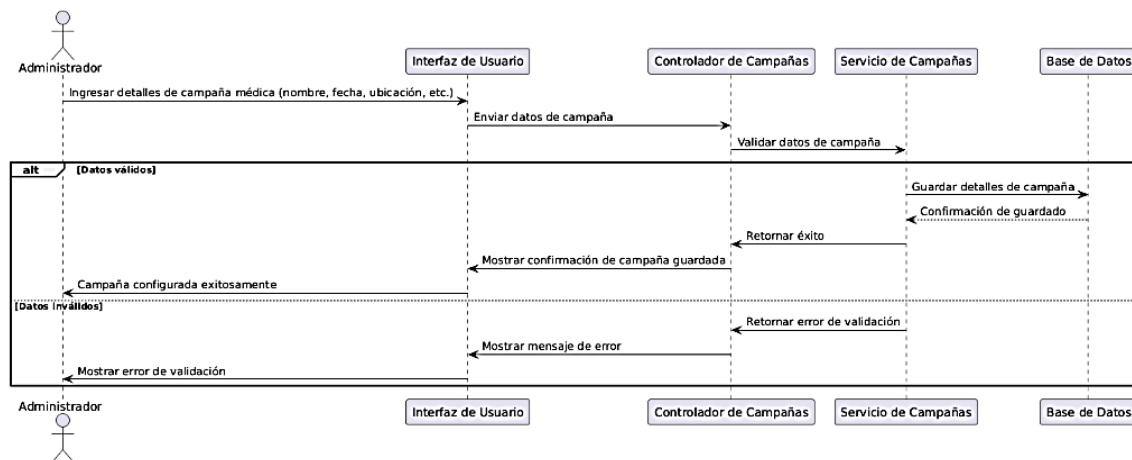 Administrador
Interfaz de Usuario
Controlador de Campañas
Servicio de Campañas
Base de Datos
Ingresar detalles de campaña médica (nombre, fecha, ubicación, etc.)
Enviar datos de campaña
Validar datos de campaña
alt
[Datos válidos]
Guardar detalles de campaña
Confirmación de guardado
Retornar éxito
Mostrar confirmación de campaña guardada
Campaña configurada exitosamente
[Datos inválidos]
Retornar error de validación
Mostrar mensaje de error
Mostrar error de validación
Administrador
Interfaz de Usuario
Controlador de Campañas
Servicio de Campañas
Base de Datos